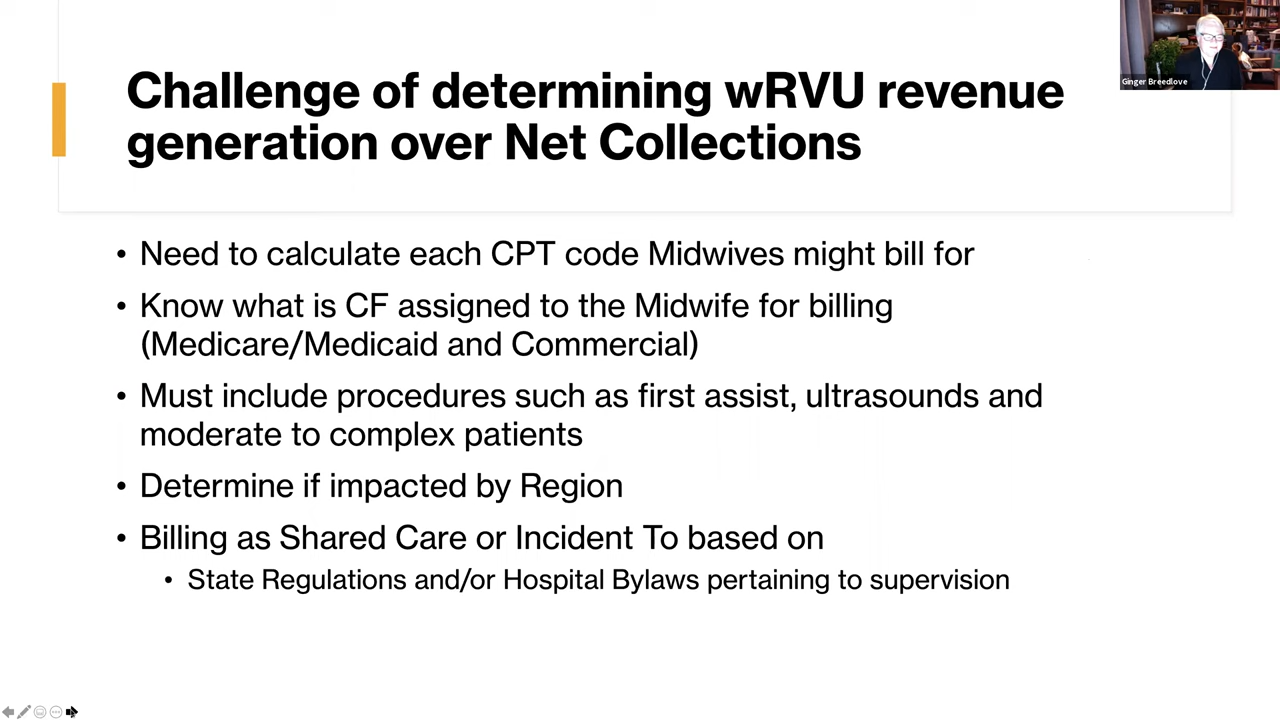 Challenge of determining wRVU revenue
generation over Net Collections
Ginger Breedlove
• Need to calculate each CPT code Midwives might bill for
• Know what is CF assigned to the Midwife for billing
(Medicare/Medicaid and Commercial)
• Must include procedures such as first assist, ultrasounds and
moderate to complex patients
• Determine if impacted by Region
• Billing as Shared Care or Incident To based on
• State Regulations and/or Hospital Bylaws pertaining to supervision